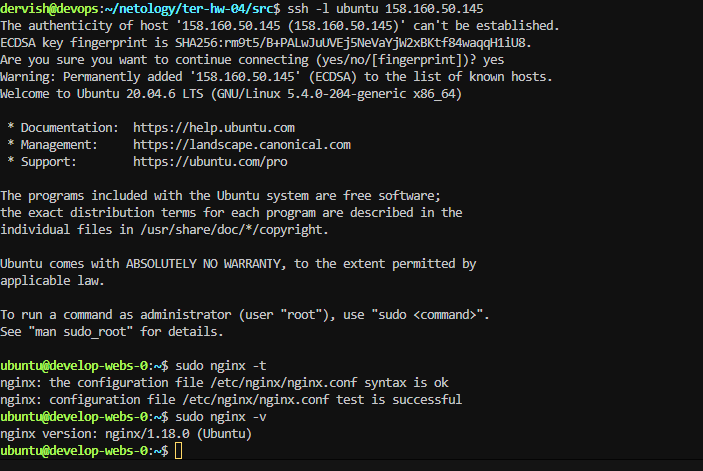 dervish@devops:~/netology/ter-hw-04/src$ ssh -l ubuntu 158.160.50.145
The authenticity of host '158.160.50.145 (158.160.50.145)' can't be established.
ECDSA key fingerprint is SHA256:rm9t5/B+PALwJuUVEj5NeVaYjW2xBKtf84waqqH1iU8.
Are you sure you want to continue connecting (yes/no/[fingerprint])? yes
Warning: Permanently added '158.160.50.145' (ECDSA) to the list of known hosts.
Welcome to Ubuntu 20.04.6 LTS (GNU/Linux 5.4.0-204-generic x86_64)

 * Documentation:  https://help.ubuntu.com
 * Management:     https://landscape.canonical.com
 * Support:        https://ubuntu.com/pro

The programs included with the Ubuntu system are free software;
the exact distribution terms for each program are described in the
individual files in /usr/share/doc/*/copyright.

Ubuntu comes with ABSOLUTELY NO WARRANTY, to the extent permitted by
applicable law.

To run a command as administrator (user "root"), use "sudo <command>".
See "man sudo_root" for details.

ubuntu@develop-webs-0:~$ sudo nginx -t
nginx: the configuration file /etc/nginx/nginx.conf syntax is ok
nginx: configuration file /etc/nginx/nginx.conf test is successful
ubuntu@develop-webs-0:~$ sudo nginx -v
nginx version: nginx/1.18.0 (Ubuntu)
ubuntu@develop-webs-0:~$